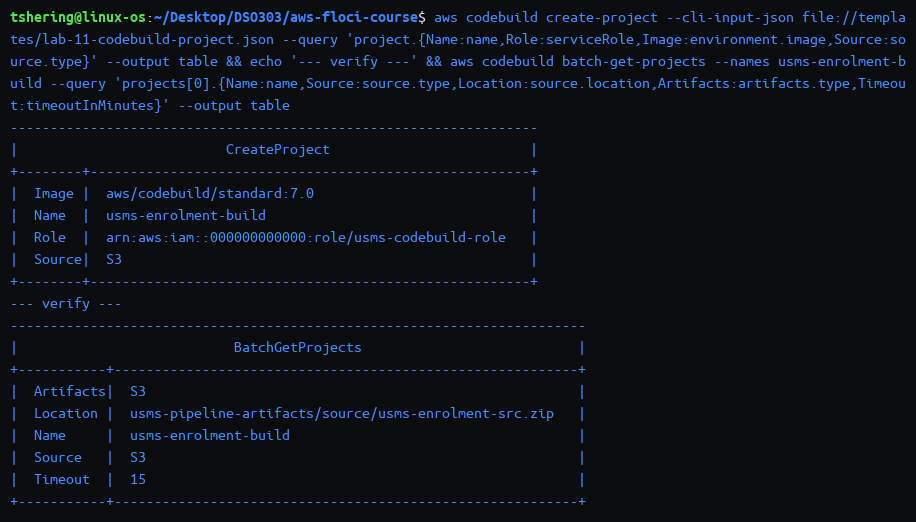 tshering@linux-os:~/Desktop/DSO303/aws-floci-course$ aws codebuild create-project --cli-input-json file://templa
tes/lab-11-codebuild-project.json --query 'project.{Name:name,Role:serviceRole,Image:environment.image,Source:so
urce.type}' --output table && echo '--- verify ---' && aws codebuild batch-get-projects --names usms-enrolment-b
uild --query 'projects[0].{Name:name,Source:source.type,Location:source.location,Artifacts:artifacts.type,Timeou
t:timeoutInMinutes}' --output table
------------------------------------------------------------------
|                          CreateProject                         |
+--------+-------------------------------------------------------+
|  Image |  aws/codebuild/standard:7.0                           |
|  Name  |  usms-enrolment-build                                 |
|  Role  |  arn:aws:iam::000000000000:role/usms-codebuild-role   |
|  Source|  S3                                                   |
+--------+-------------------------------------------------------+
--- verify ---
------------------------------------------------------------------------
|                           BatchGetProjects                           |
+-----------+----------------------------------------------------------+
|  Artifacts|  S3                                                      |
|  Location |  usms-pipeline-artifacts/source/usms-enrolment-src.zip   |
|  Name     |  usms-enrolment-build                                    |
|  Source   |  S3                                                      |
|  Timeout  |  15                                                      |
+-----------+----------------------------------------------------------+